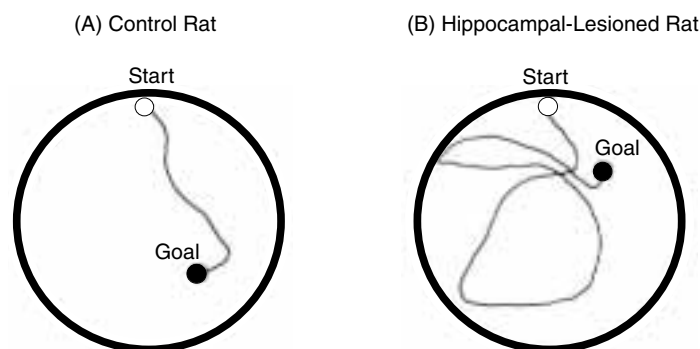 (A) Control Rat
Start
Goal
(B) Hippocampal-Lesioned Rat
Start
Goal